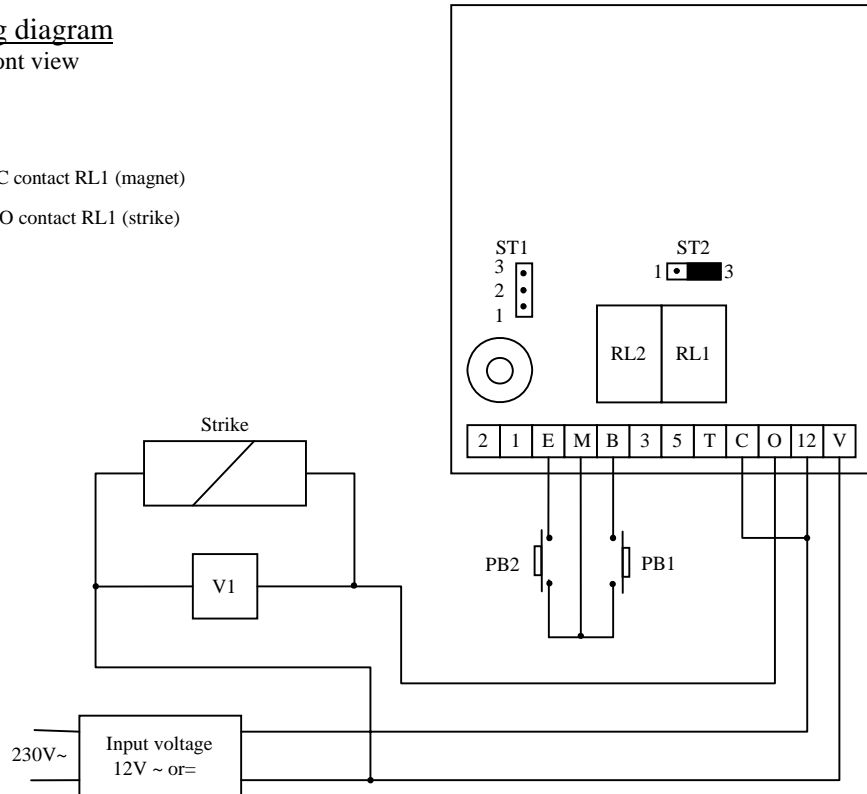 g diagram
ont view
C contact RL1 (magnet)
O contact RL1 (strike)
ST1
3
2
1
ST2
1
3
RL2
RL1
Strike
2 1 E M B 3 5 T C O 12 V
PB2
PB1
V1
230V~
Input voltage
12V ~ or=